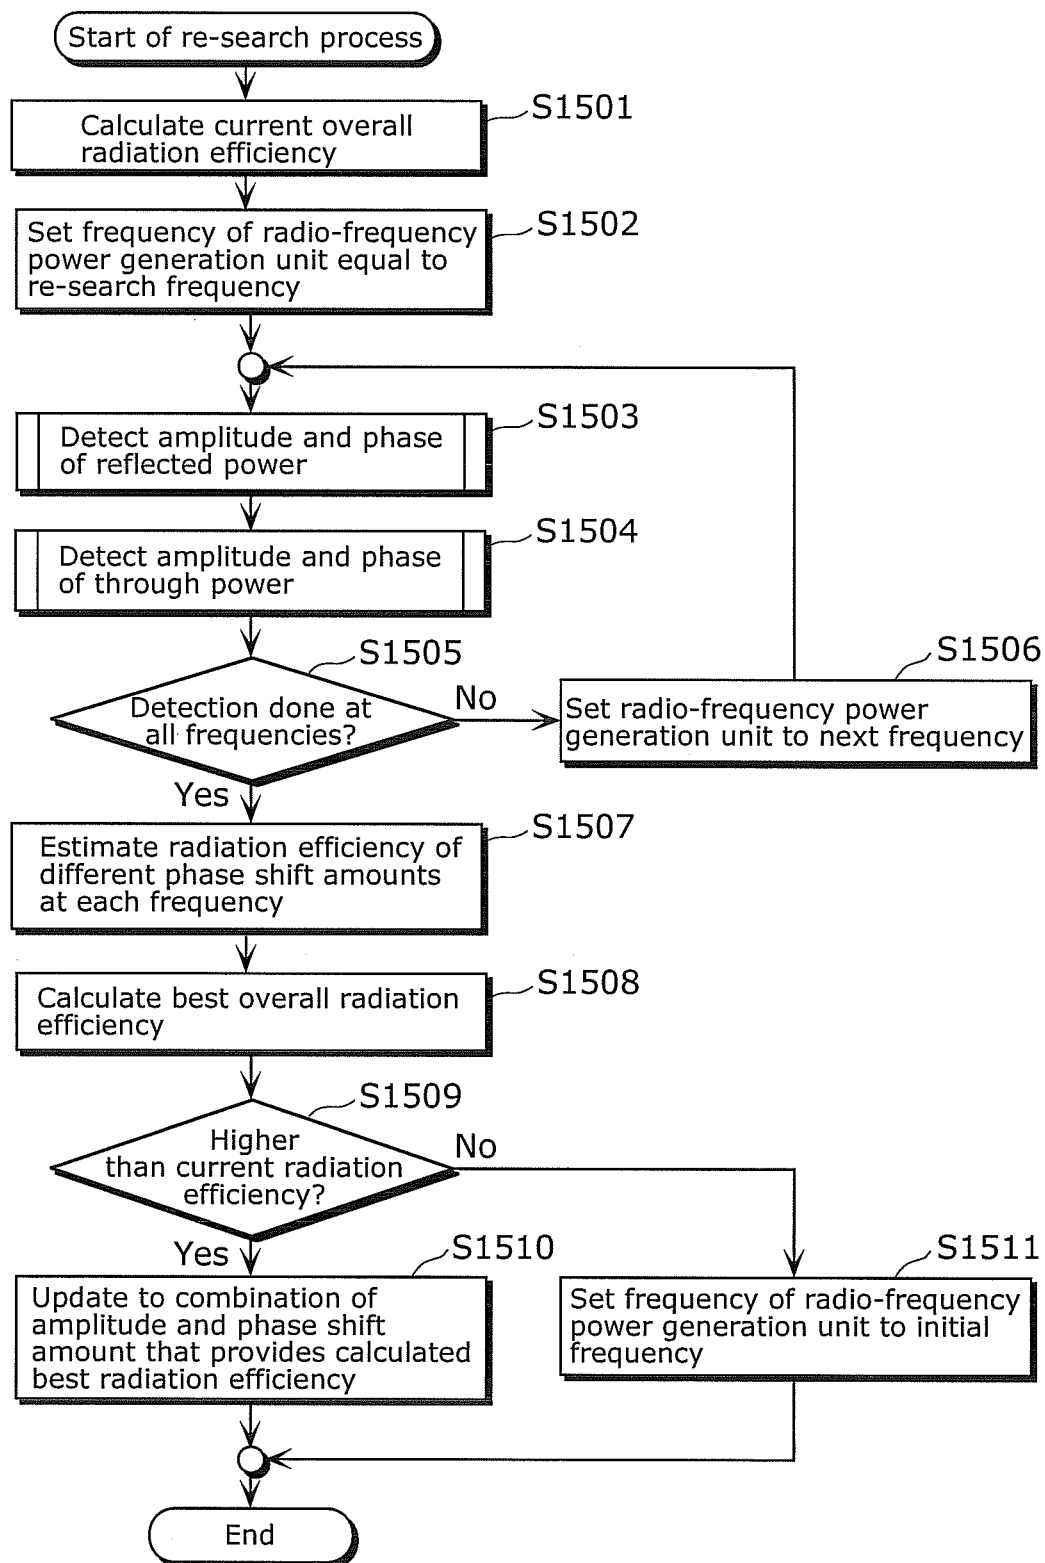 Start of re-search process
S1501
Calculate current overall
radiation efficiency
S1502
Set frequency of radio-frequency
power generation unit equal to
re-search frequency
S1503
Detect amplitude and phase
of reflected power
S1504
Detect amplitude and phase
of through power
S1505
Detection done at
all frequencies?
No
S1506
Set radio-frequency power
generation unit to next frequency
Yes
S1507
Estimate radiation efficiency of
different phase shift amounts
at each frequency
S1508
Calculate best overall radiation
efficiency
S1509
Higher
than current radiation
efficiency?
No
Yes
S1510
Update to combination of
amplitude and phase shift
amount that provides calculated
best radiation efficiency
S1511
Set frequency of radio-frequency
power generation unit to initial
frequency
End